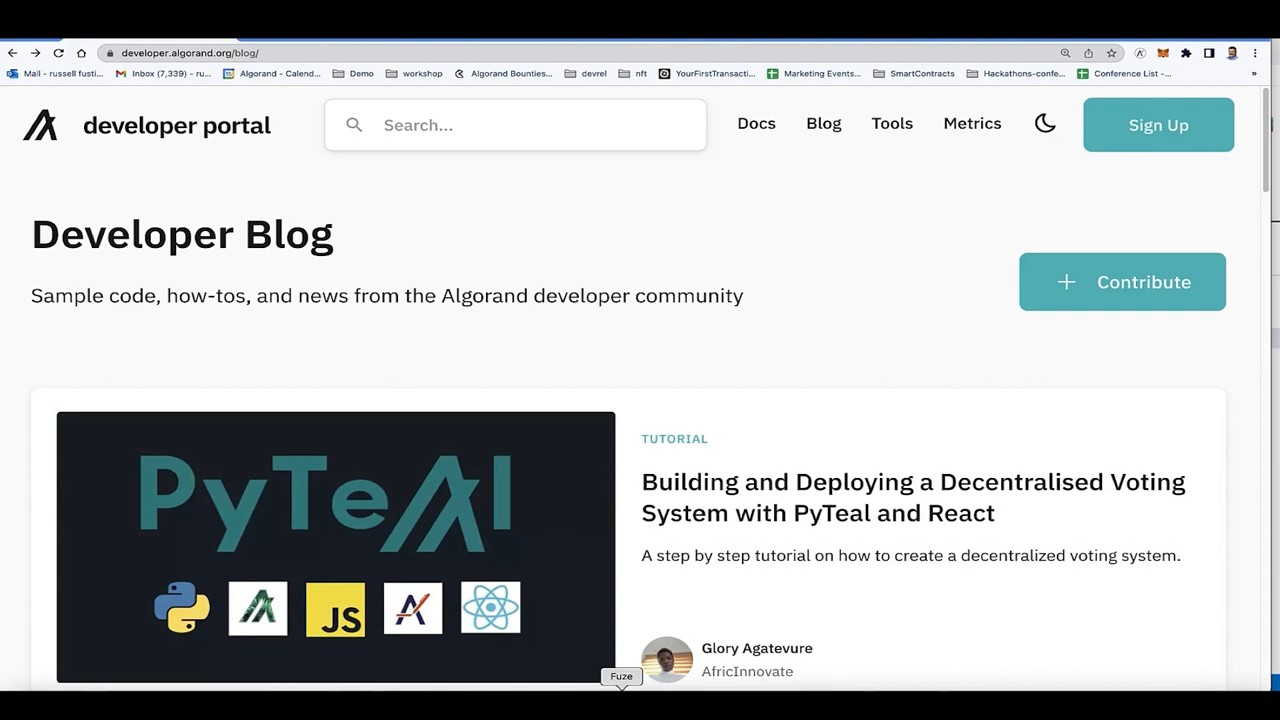 developer.algorand.org/blog/
Mail - russell fusti...
Inbox (7,339) - ru...
Algorand - Calend...
Demo
workshop
Algorand Bounties...
devrel
nft
YourFirstTransacti...
Marketing Events...
SmartContracts
Hackathons-confe...
Conference List -...
»
developer portal
Search...
Docs
Blog
Tools
Metrics
Sign Up
Developer Blog
Sample code, how-tos, and news from the Algorand developer community
+ Contribute
PyTeAl
JS
TUTORIAL
Building and Deploying a Decentralised Voting
System with PyTeal and React
A step by step tutorial on how to create a decentralized voting system.
Glory Agatevure
AfricInnovate
Fuze